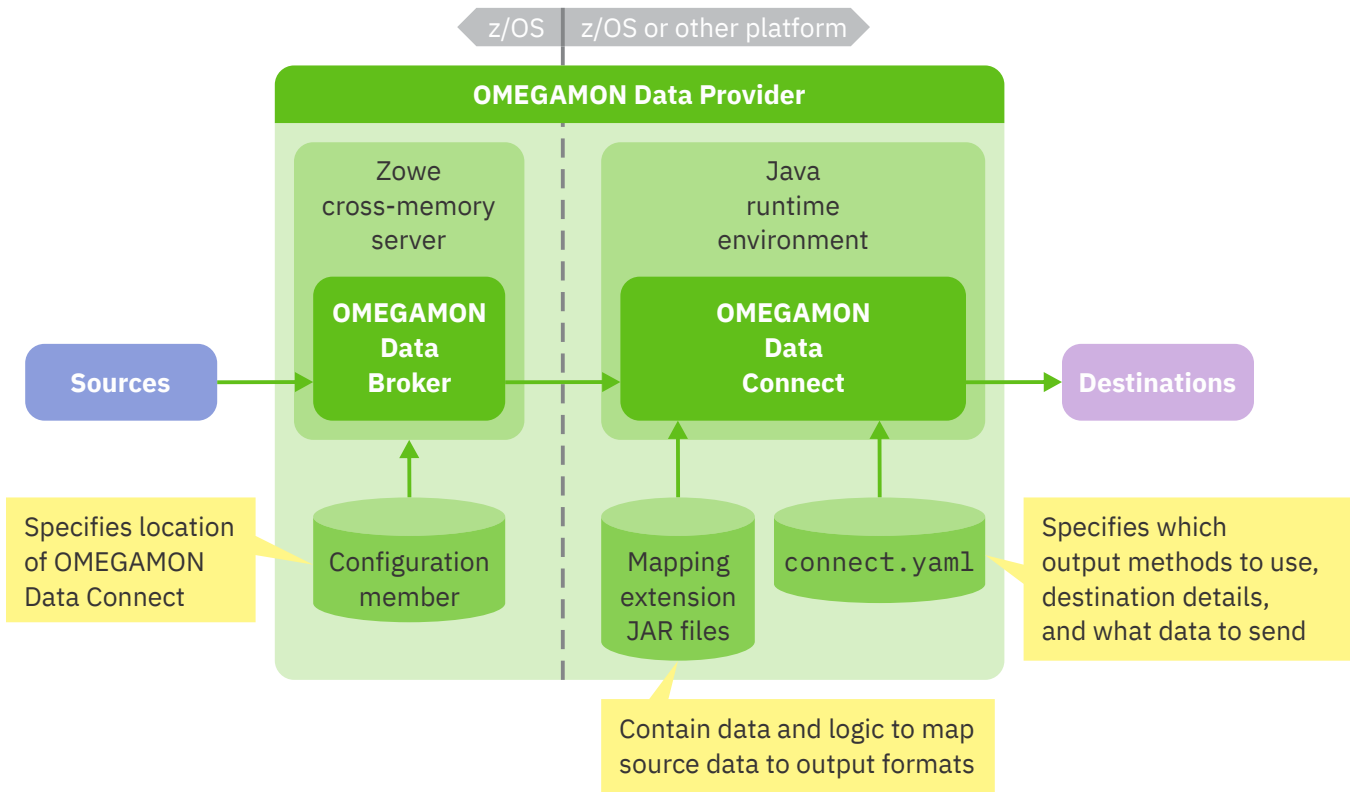 z/OS
z/OS or other platform
OMEGAMON Data Provider
Zowe
cross-memory
server
Java
runtime
environment
Sources
OMEGAMON
Data
Broker
OMEGAMON
Data
Connect
Destinations
Specifies location
of OMEGAMON
Data Connect
Configuration
member
Mapping
extension
JAR files
connect.yaml
Specifies which
output methods to use,
destination details,
and what data to send
Contain data and logic to map
source data to output formats